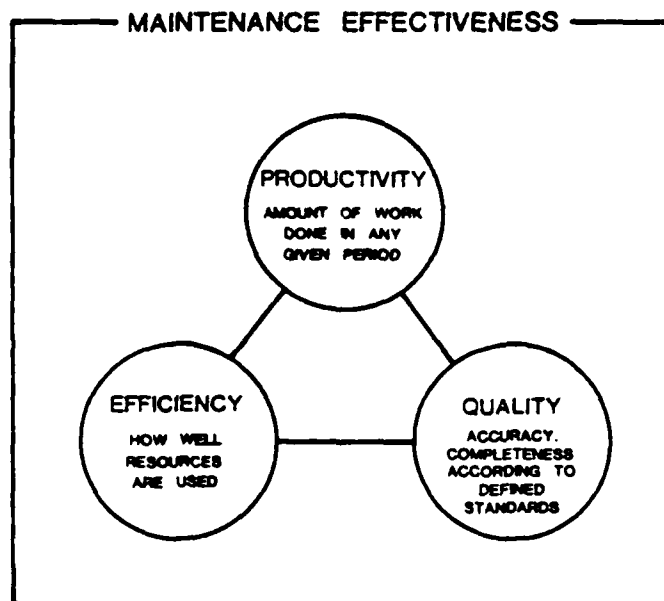 MAINTENANCE EFFECTIVENESS
PRODUCTIVITY
AMOUNT OF WORK
DONE IN ANY
GIVEN PERIOD
EFFICIENCY
HOW WELL
RESOURCES
ARE USED
QUALITY
ACCURACY.
COMPLETENESS
ACCORDING TO
DEFINED
STANDARDS